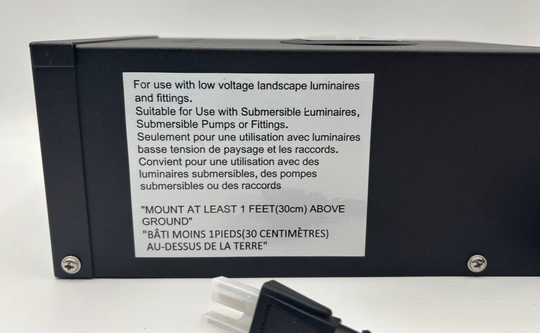 For use with low voltage landscape luminaires
and fittings.
Suitable for Use with Submersible Łuminaires,
Submersible Pumps or Fittings.
Seulement pour une utilisation avec luminaires
basse tension de paysage et les raccords.
Convient pour une utilisation avec des
luminaires submersibles, des pompes
submersibles ou des raccords
"MOUNT AT LEAST 1 FEET(30cm) ABOVE
GROUND"
"BÂTI MOINS 1PIEDS(30 CENTIMÈTRES)
AU-DESSUS DE LA TERRE"